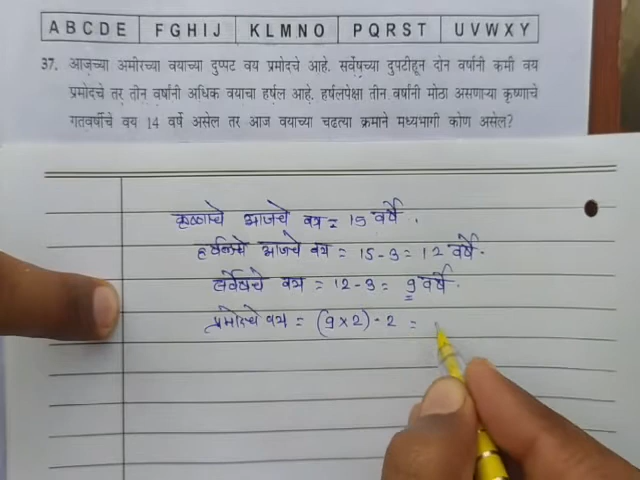 A B C D E F G H I J K L M N O P Q R S T U V W X Y
37. आजच्या अमीरच्या वयाच्या दुप्पट वय प्रमोदचे आहे. सर्वेषच्या दुपटीहून दोन वर्षांनी कमी वय
प्रमोदचे तर तीन वर्षांनी अधिक वयाचा हर्षल आहे. हर्षलपेक्षा तीन वर्षांनी मोठा असणाऱ्या कृष्णाचे
गतवर्षीचे वय 14 वर्षे असेल तर आज वयाच्या चढत्या क्रमाने मध्यभागी कोण असेल?
कृष्णाचे आजचे वय = 15 वर्षे .
हर्षलचे आजचे वय = 15 - 3 = 12 वर्षे .
सर्वेषचे वय = 12 - 3 = 9 वर्षे .
प्रमोदचे वय = (9 × 2) - 2 =